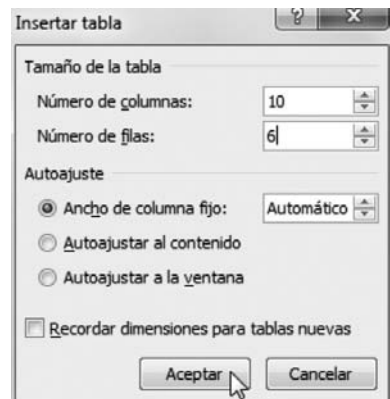 Insertar tabla
Tamaño de la tabla
Número de columnas: 10
Número de filas: 6
Autoajuste
Ancho de columna fijo: Automático
Autoajustar al contenido
Autoajustar a la ventana
Recordar dimensiones para tablas nuevas
Aceptar Cancelar